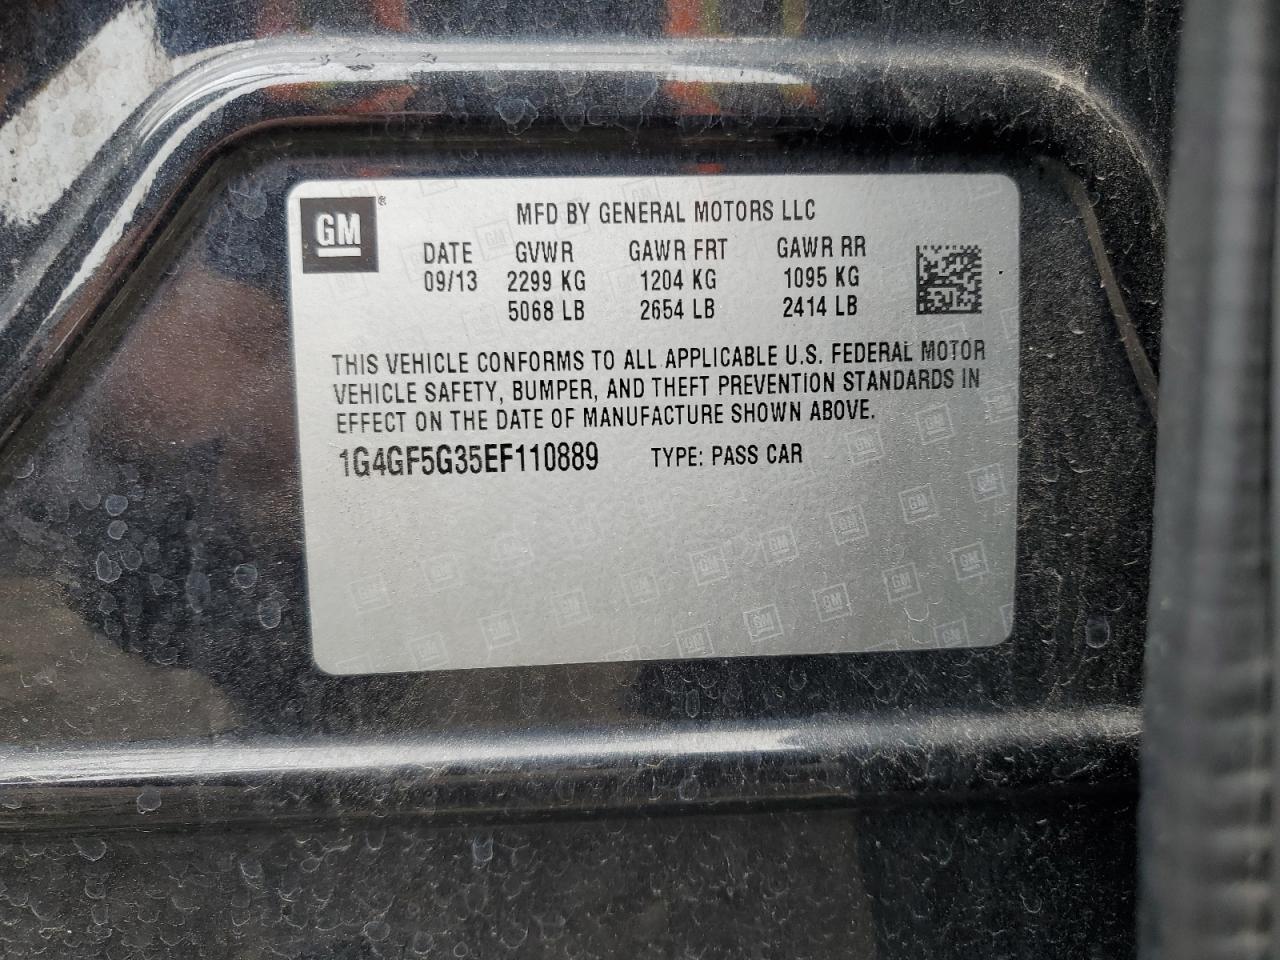 GM®
MFD BY GENERAL MOTORS LLC
DATE GVWR GAWR FRT GAWR RR
09/13 2299 KG 1204 KG 1095 KG
5068 LB 2654 LB 2414 LB
THIS VEHICLE CONFORMS TO ALL APPLICABLE U.S. FEDERAL MOTOR
VEHICLE SAFETY, BUMPER, AND THEFT PREVENTION STANDARDS IN
EFFECT ON THE DATE OF MANUFACTURE SHOWN ABOVE.
1G4GF5G35EF110889 TYPE: PASS CAR